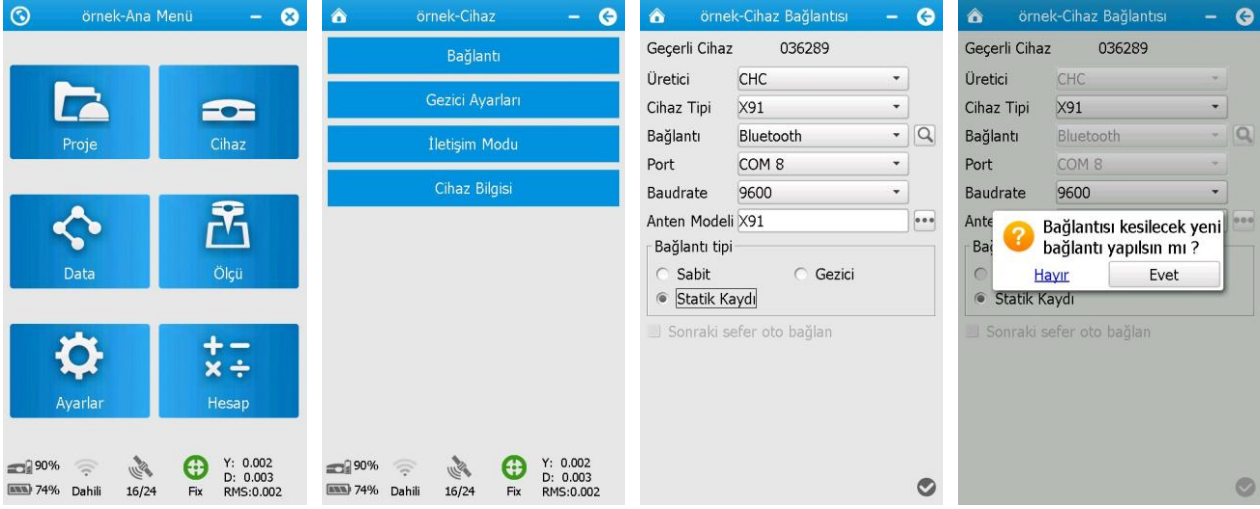 örnek-Ana Menü
Proje
Cihaz
Data
Ölçü
Ayarlar
Hesap
90%
74%
Dahili
16/24
Fix
Y: 0.002
D: 0.003
RMS:0.002
örnek-Cihaz
Bağlantı
Gezici Ayarları
İletişim Modu
Cihaz Bilgisi
90%
74%
Dahili
16/24
Fix
Y: 0.002
D: 0.003
RMS:0.002
örnek-Cihaz Bağlantısı
Geçerli Cihaz 036289
Üretici CHC
Cihaz Tipi X91
Bağlantı Bluetooth
Port COM 8
Baudrate 9600
Anten Modeli X91
Bağlantı tipi
Sabit Gezici
Statik Kaydı
Sonraki sefer oto bağlan
örnek-Cihaz Bağlantısı
Geçerli Cihaz 036289
Üretici CHC
Cihaz Tipi X91
Bağlantı Bluetooth
Port COM 8
Baudrate 9600
Ante
Bağlantısı kesilecek yeni
bağlantı yapılsın mı ?
Hayır Evet
Statik Kaydı
Sonraki sefer oto bağlan